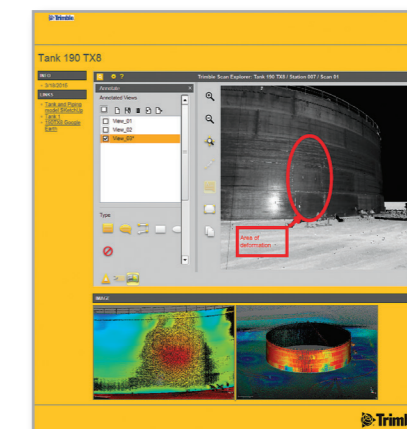 Trimble
Tank 190 TX8
INFO
3/18/2015
LINKS
Tank and Piping
model SketchUp
Tank 1
190TX8 Google
Earth
Trimble Scan Explorer: Tank 190 TX8 / Station 007 / Scan 01
Annotate
Annotated Views
View_01
View_02
View_03*
Type
Area of
deformation
IMAGE
Trimb